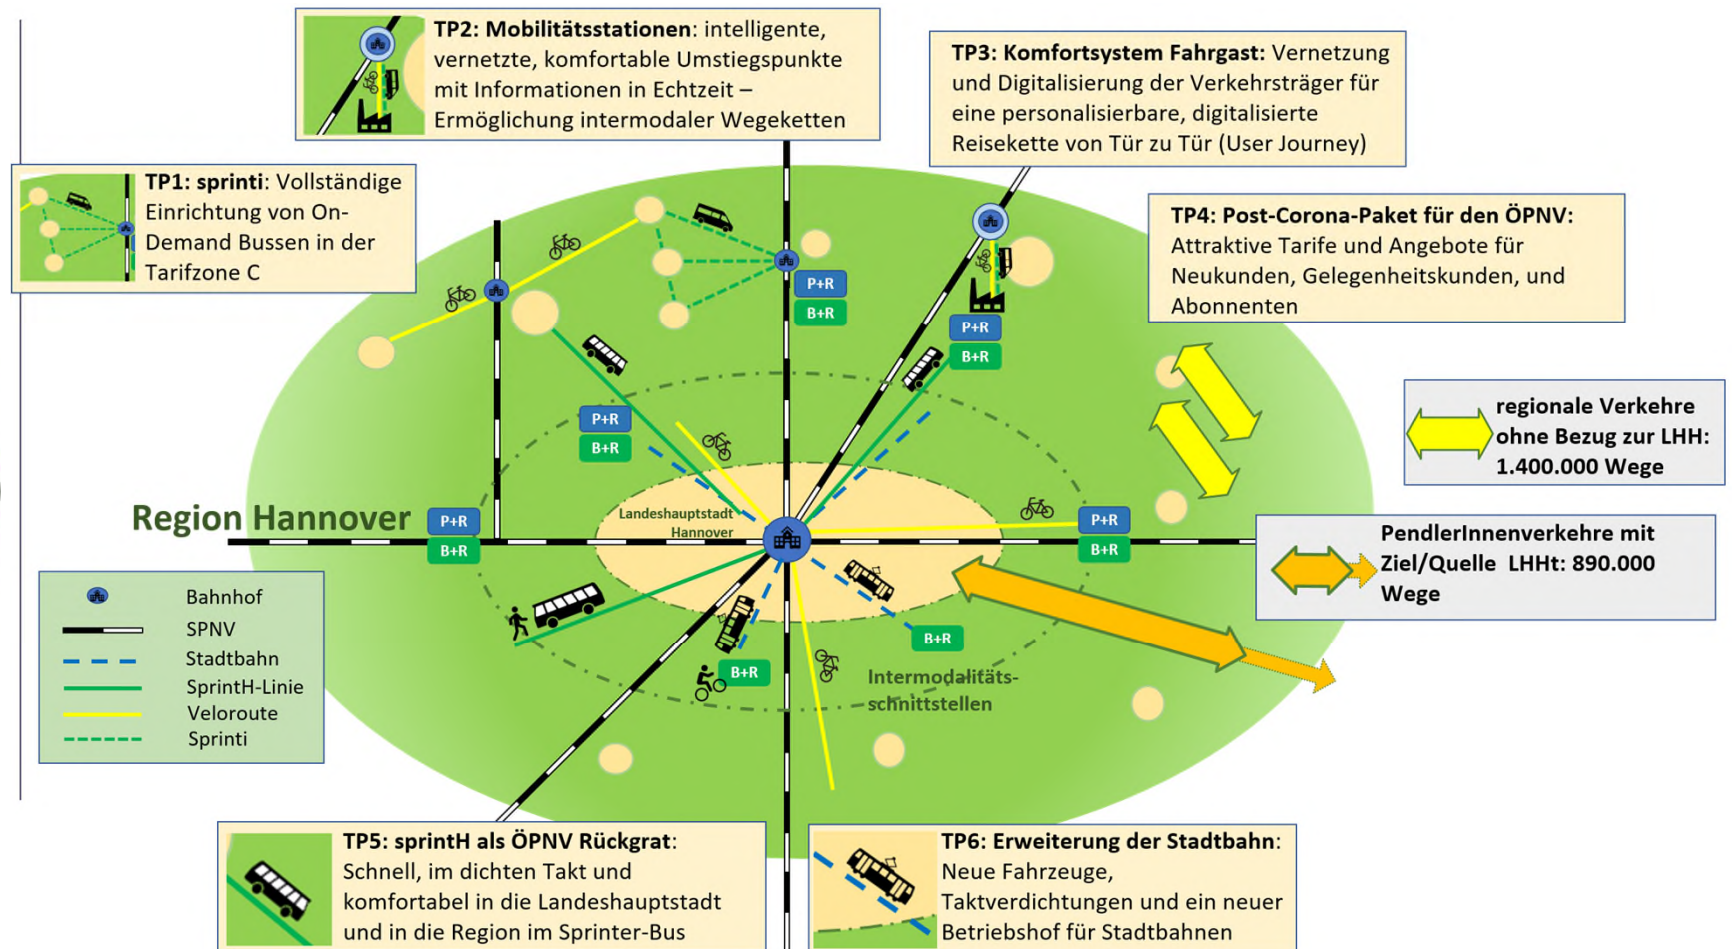 TP2: Mobilitätsstationen: intelligente,
vernetzte, komfortable Umstiegspunkte
mit Informationen in Echtzeit –
Ermöglichung intermodaler Wegeketten
TP3: Komfortsystem Fahrgast: Vernetzung
und Digitalisierung der Verkehrsträger für
eine personalisierbare, digitalisierte
Reisekette von Tür zu Tür (User Journey)
TP1: sprinti: Vollständige
Einrichtung von On-
Demand Bussen in der
Tarifzone C
TP4: Post-Corona-Paket für den ÖPNV:
Attraktive Tarife und Angebote für
Neukunden, Gelegenheitskunden, und
Abonnenten
P+R
B+R
P+R
B+R
P+R
B+R
regionale Verkehre
ohne Bezug zur LHH:
1.400.000 Wege
Region Hannover
P+R
B+R
Landeshauptstadt
Hannover
P+R
B+R
PendlerInnenverkehre mit
Ziel/Quelle LHHt: 890.000
Wege
Bahnhof
SPNV
Stadtbahn
SprintH-Linie
Veloroute
Sprinti
B+R
B+R
Intermodalitäts-
schnittstellen
TP5: sprintH als ÖPNV Rückgrat:
Schnell, im dichten Takt und
komfortabel in die Landeshauptstadt
und in die Region im Sprinter-Bus
TP6: Erweiterung der Stadtbahn:
Neue Fahrzeuge,
Taktverdichtungen und ein neuer
Betriebshof für Stadtbahnen